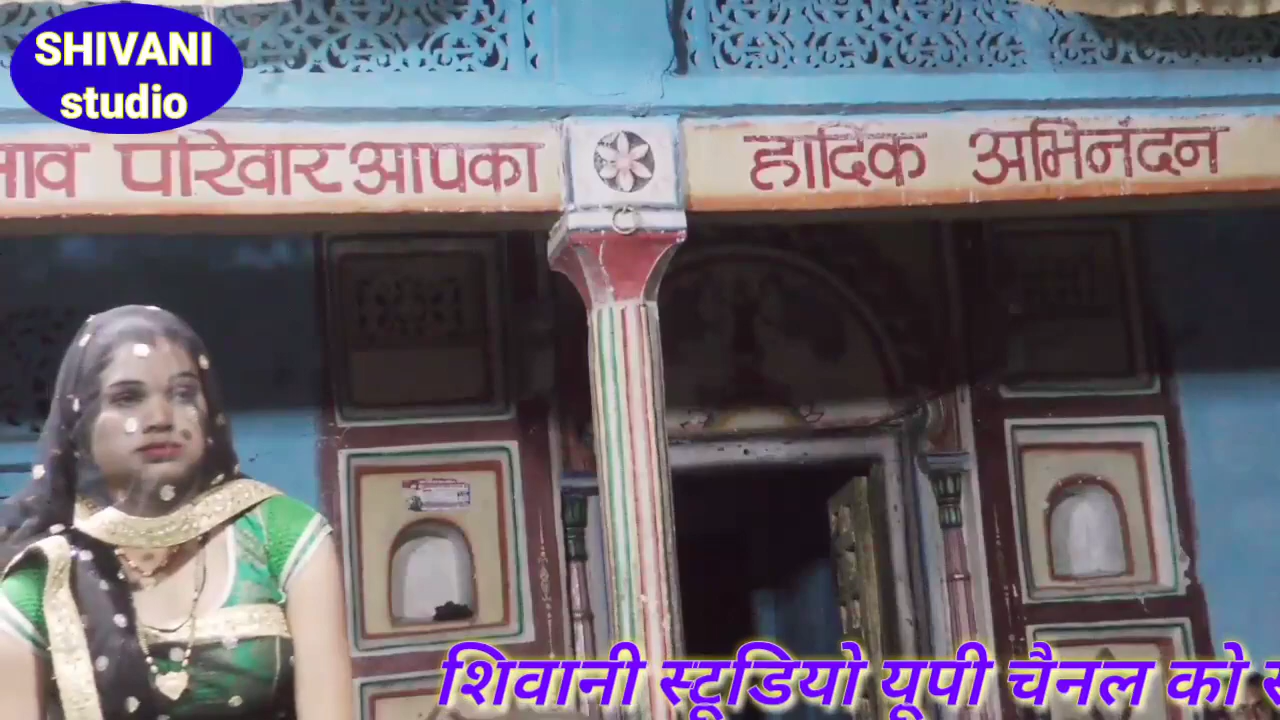 SHIVANI
studio
परिवार आपका हादिक अभिनंदन
शिवानी स्टूडियो यूपी चैनल को